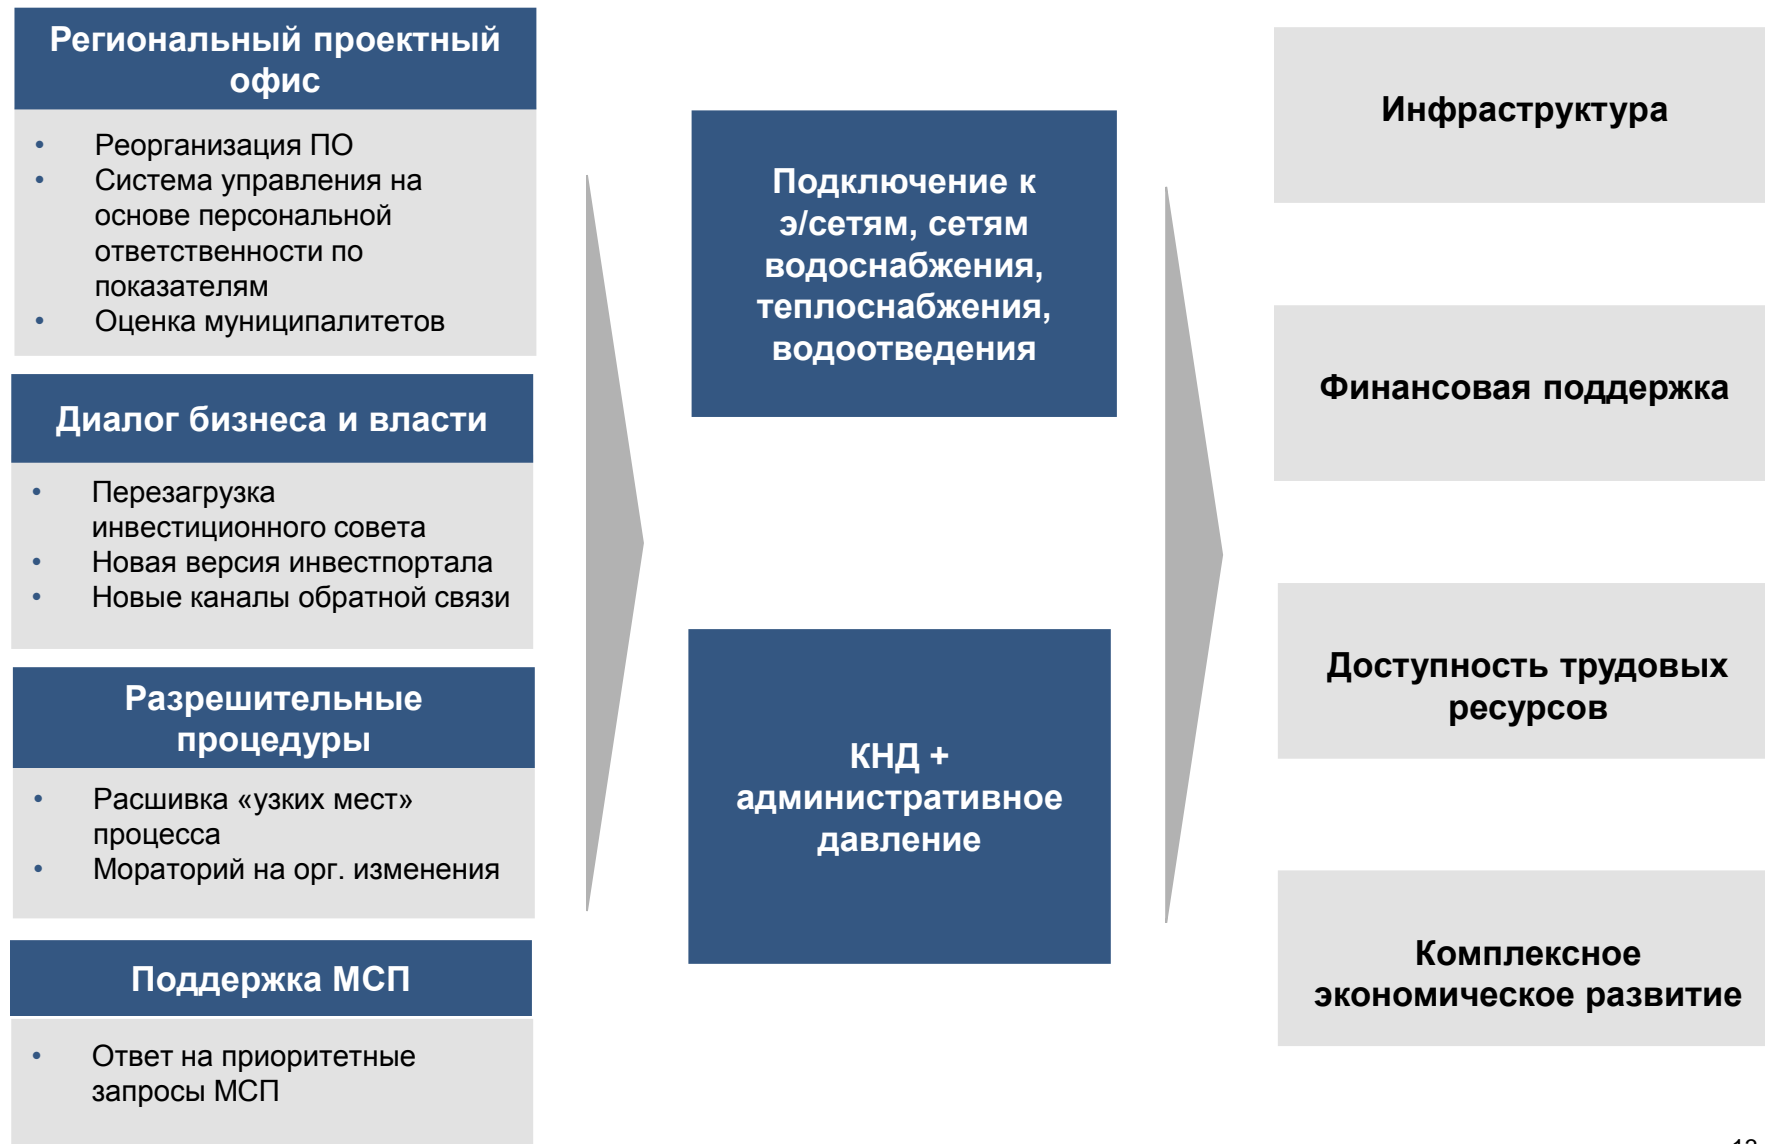 Региональный проектный
офис
• Реорганизация ПО
• Система управления на
основе персональной
ответственности по
показателям
• Оценка муниципалитетов
Диалог бизнеса и власти
• Перезагрузка
инвестиционного совета
• Новая версия инвестпортала
• Новые каналы обратной связи
Разрешительные
процедуры
• Расшивка «узких мест»
процесса
• Мораторий на орг. изменения
Поддержка МСП
• Ответ на приоритетные
запросы МСП
Подключение к
э/сетям, сетям
водоснабжения,
теплоснабжения,
водоотведения
КНД +
административное
давление
Инфраструктура
Финансовая поддержка
Доступность трудовых
ресурсов
Комплексное
экономическое развитие